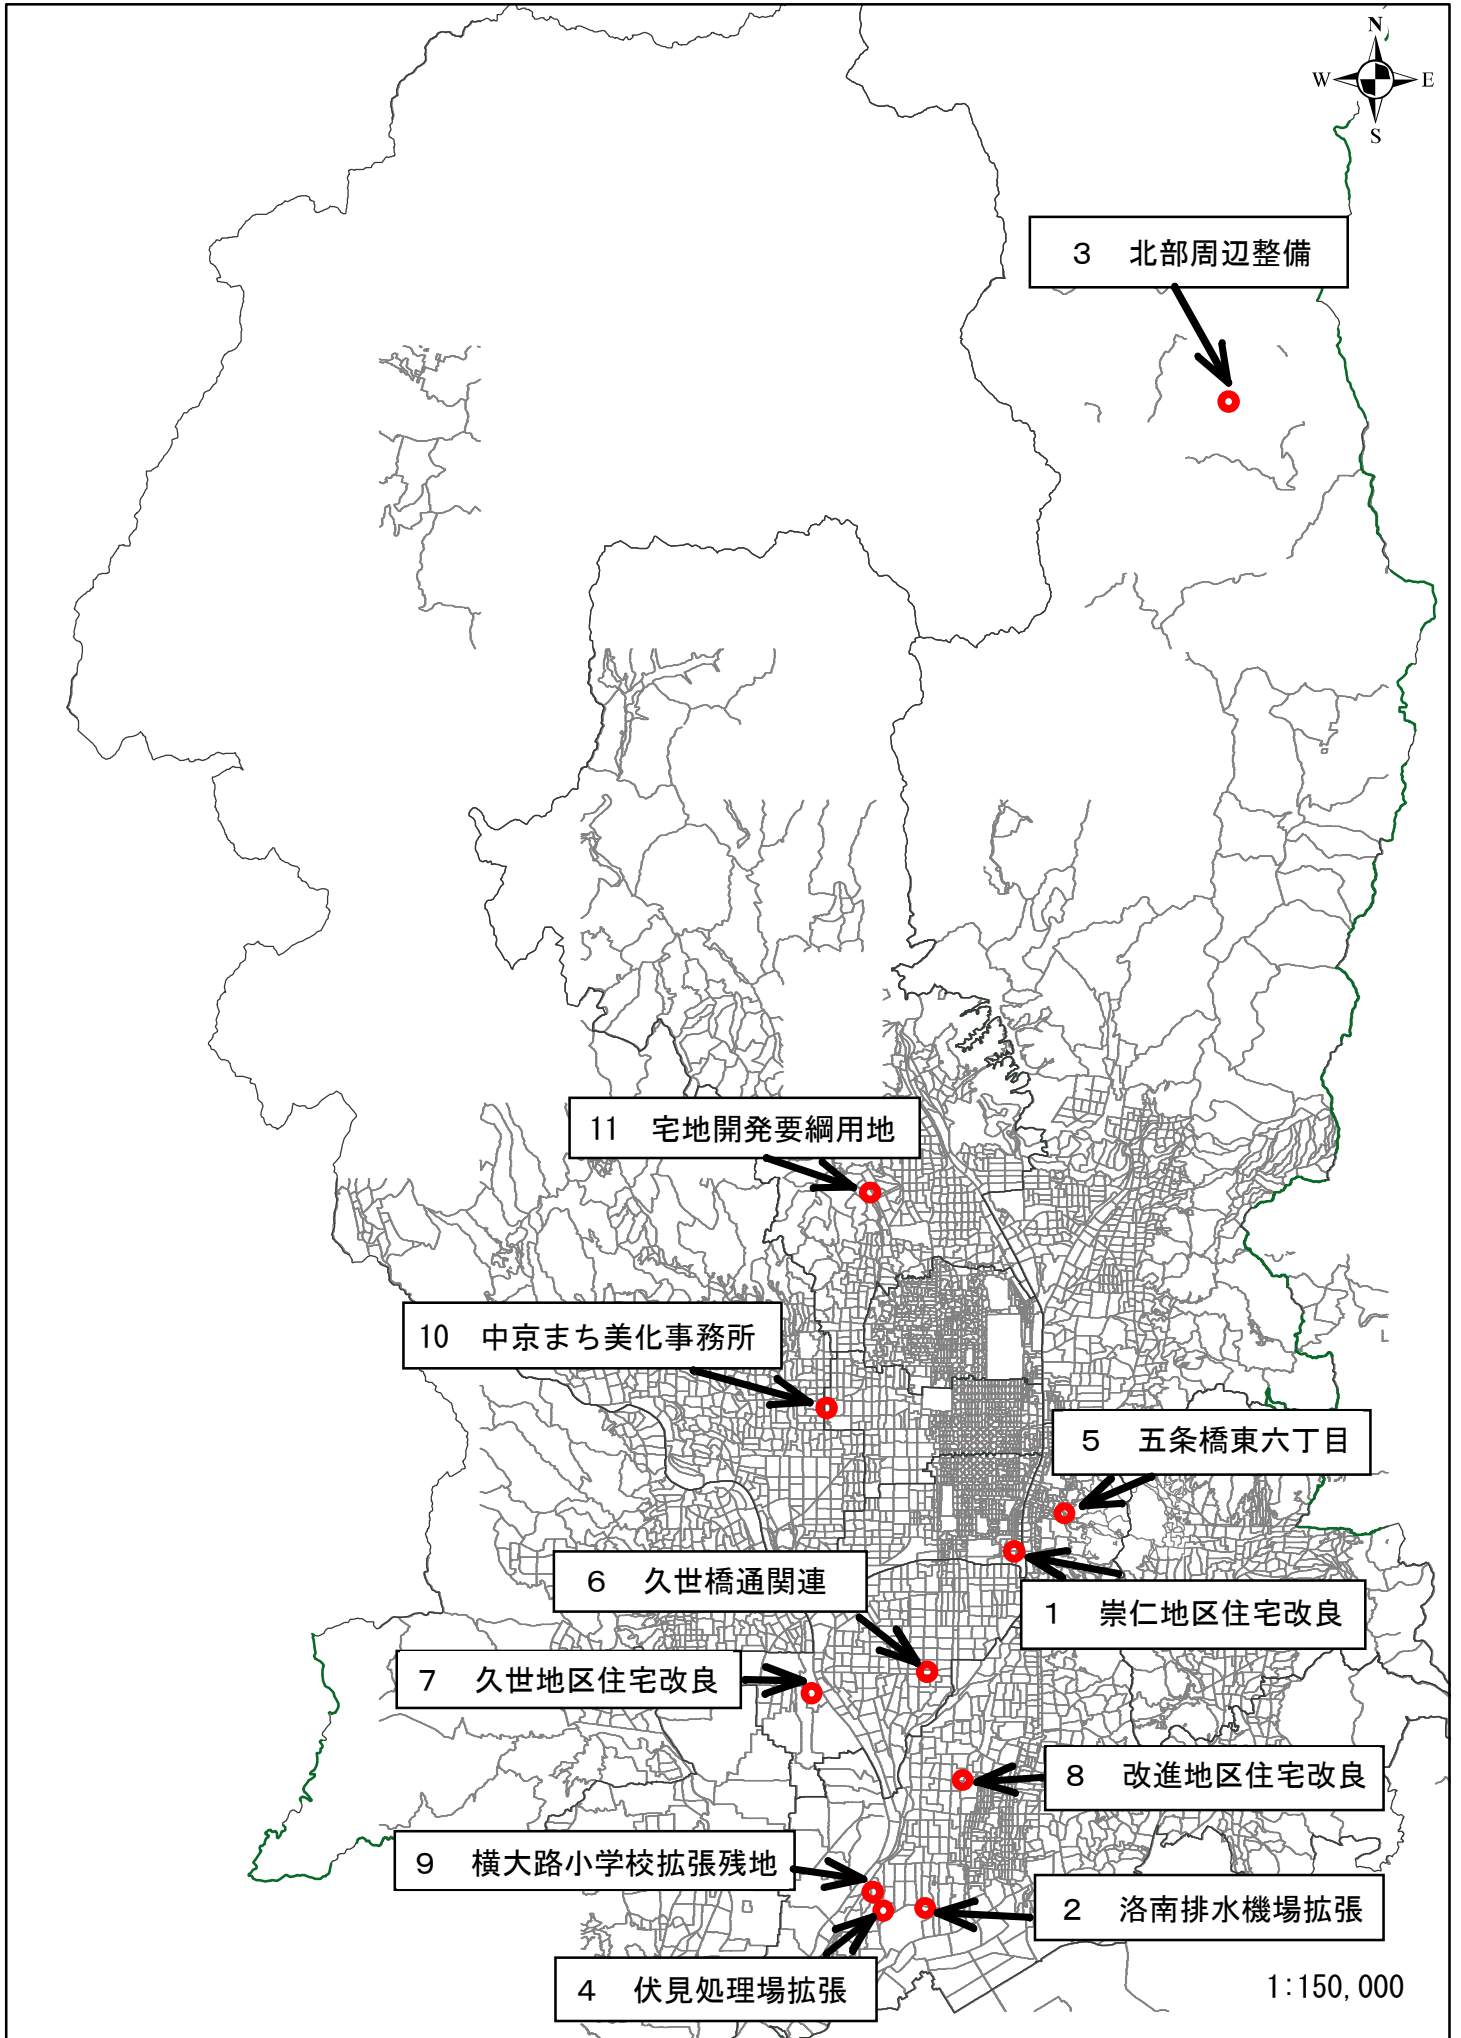 N
W E
S
3 北部周辺整備
11 宅地開発要綱用地
10 中京まち美化事務所
5 五条橋東六丁目
6 久世橋通関連
1 崇仁地区住宅改良
7 久世地区住宅改良
8 改進地区住宅改良
9 横大路小学校拡張残地
2 洛南排水機場拡張
4 伏見処理場拡張
1:150,000